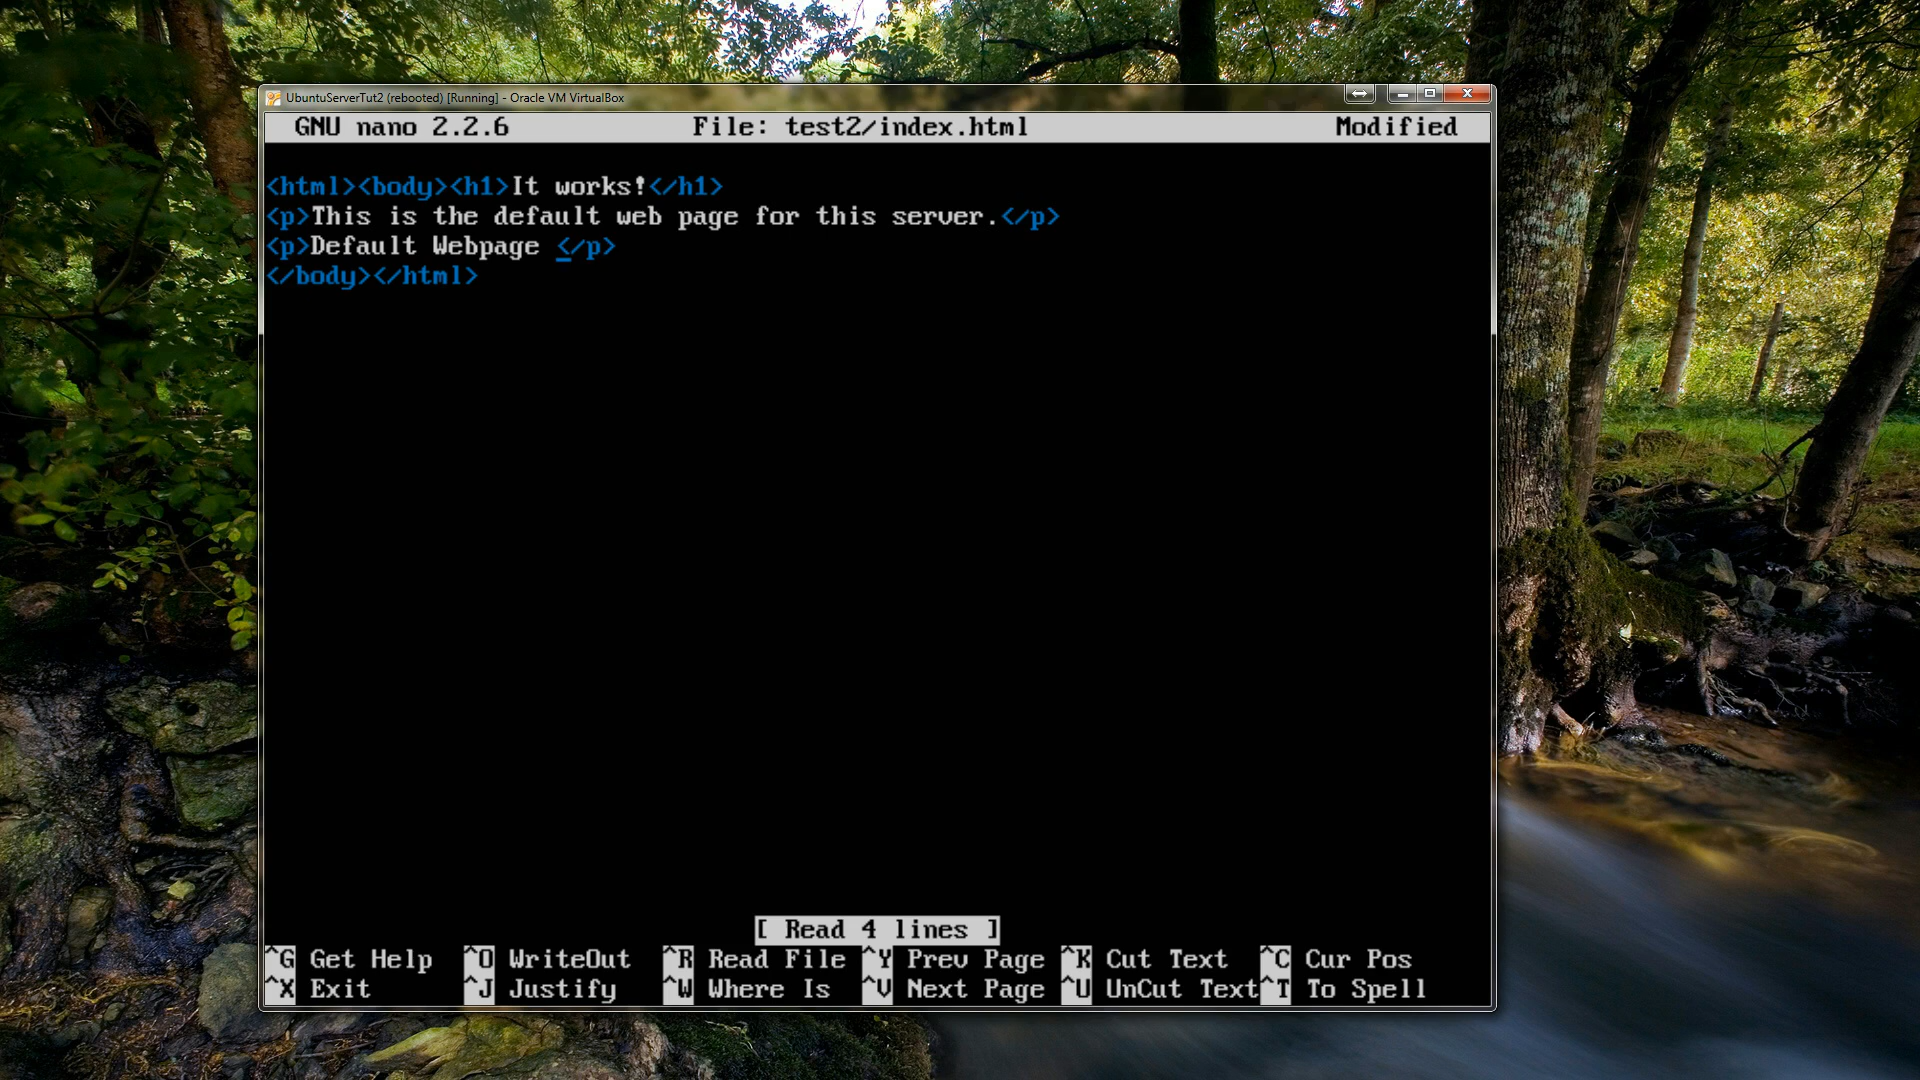 UbuntuServerTut2 (rebooted) [Running] - Oracle VM VirtualBox
GNU nano 2.2.6 File: test2/index.html Modified
<html><body><h1>It works!</h1>
<p>This is the default web page for this server.</p>
<p>Default Webpage </p>
</body></html>
[ Read 4 lines ]
^G Get Help ^O WriteOut ^R Read File ^Y Prev Page ^K Cut Text ^C Cur Pos
^X Exit ^J Justify ^W Where Is ^V Next Page ^U UnCut Text ^T To Spell